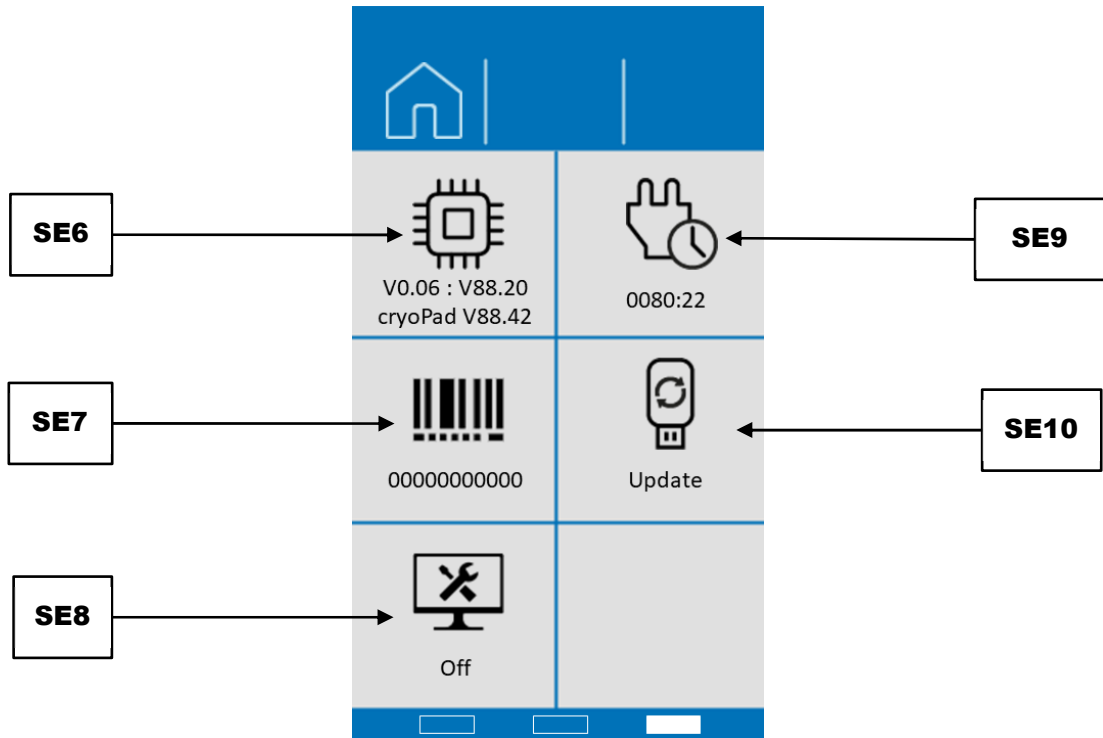 SE6
V0.06 : V88.20
cryoPad V88.42
SE9
0080:22
SE7
00000000000
SE10
Update
SE8
Off